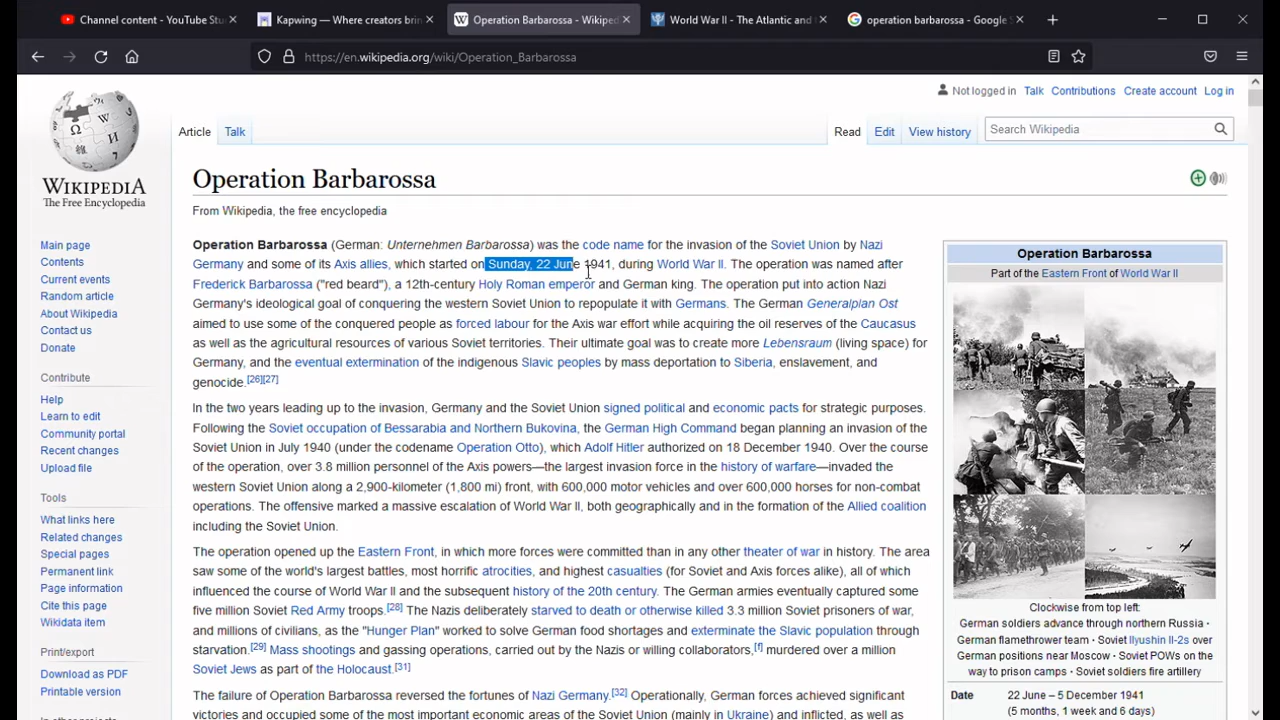 Channel content - YouTube Stu
Kapwing — Where creators brin
Operation Barbarossa - Wikiped
World War II - The Atlantic and
operation barbarossa - Google S
https://en.wikipedia.org/wiki/Operation_Barbarossa
Not logged in Talk Contributions Create account Log in
Article Talk Read Edit View history Search Wikipedia
WIKIPEDIA
The Free Encyclopedia
Main page
Contents
Current events
Random article
About Wikipedia
Contact us
Donate
Contribute
Help
Learn to edit
Community portal
Recent changes
Upload file
Tools
What links here
Related changes
Special pages
Permanent link
Page information
Cite this page
Wikidata item
Print/export
Download as PDF
Printable version
In other projects
Operation Barbarossa
From Wikipedia, the free encyclopedia
Operation Barbarossa (German: Unternehmen Barbarossa) was the code name for the invasion of the Soviet Union by Nazi
Germany and some of its Axis allies, which started on Sunday, 22 June 1941, during World War II. The operation was named after
Frederick Barbarossa ("red beard"), a 12th-century Holy Roman emperor and German king. The operation put into action Nazi
Germany's ideological goal of conquering the western Soviet Union to repopulate it with Germans. The German Generalplan Ost
aimed to use some of the conquered people as forced labour for the Axis war effort while acquiring the oil reserves of the Caucasus
as well as the agricultural resources of various Soviet territories. Their ultimate goal was to create more Lebensraum (living space) for
Germany, and the eventual extermination of the indigenous Slavic peoples by mass deportation to Siberia, enslavement, and
genocide.[26][27]
In the two years leading up to the invasion, Germany and the Soviet Union signed political and economic pacts for strategic purposes.
Following the Soviet occupation of Bessarabia and Northern Bukovina, the German High Command began planning an invasion of the
Soviet Union in July 1940 (under the codename Operation Otto), which Adolf Hitler authorized on 18 December 1940. Over the course
of the operation, over 3.8 million personnel of the Axis powers—the largest invasion force in the history of warfare—invaded the
western Soviet Union along a 2,900-kilometer (1,800 mi) front, with 600,000 motor vehicles and over 600,000 horses for non-combat
operations. The offensive marked a massive escalation of World War II, both geographically and in the formation of the Allied coalition
including the Soviet Union.
The operation opened up the Eastern Front, in which more forces were committed than in any other theater of war in history. The area
saw some of the world's largest battles, most horrific atrocities, and highest casualties (for Soviet and Axis forces alike), all of which
influenced the course of World War II and the subsequent history of the 20th century. The German armies eventually captured some
five million Soviet Red Army troops.[28] The Nazis deliberately starved to death or otherwise killed 3.3 million Soviet prisoners of war,
and millions of civilians, as the "Hunger Plan" worked to solve German food shortages and exterminate the Slavic population through
starvation.[29] Mass shootings and gassing operations, carried out by the Nazis or willing collaborators,[f] murdered over a million
Soviet Jews as part of the Holocaust.[31]
The failure of Operation Barbarossa reversed the fortunes of Nazi Germany.[32] Operationally, German forces achieved significant
victories and occupied some of the most important economic areas of the Soviet Union (mainly in Ukraine) and inflicted, as well as
Operation Barbarossa
Part of the Eastern Front of World War II
Clockwise from top left:
German soldiers advance through northern Russia ·
German flamethrower team · Soviet Ilyushin Il-2s over
German positions near Moscow · Soviet POWs on the
way to prison camps · Soviet soldiers fire artillery
Date 22 June – 5 December 1941
(5 months, 1 week and 6 days)